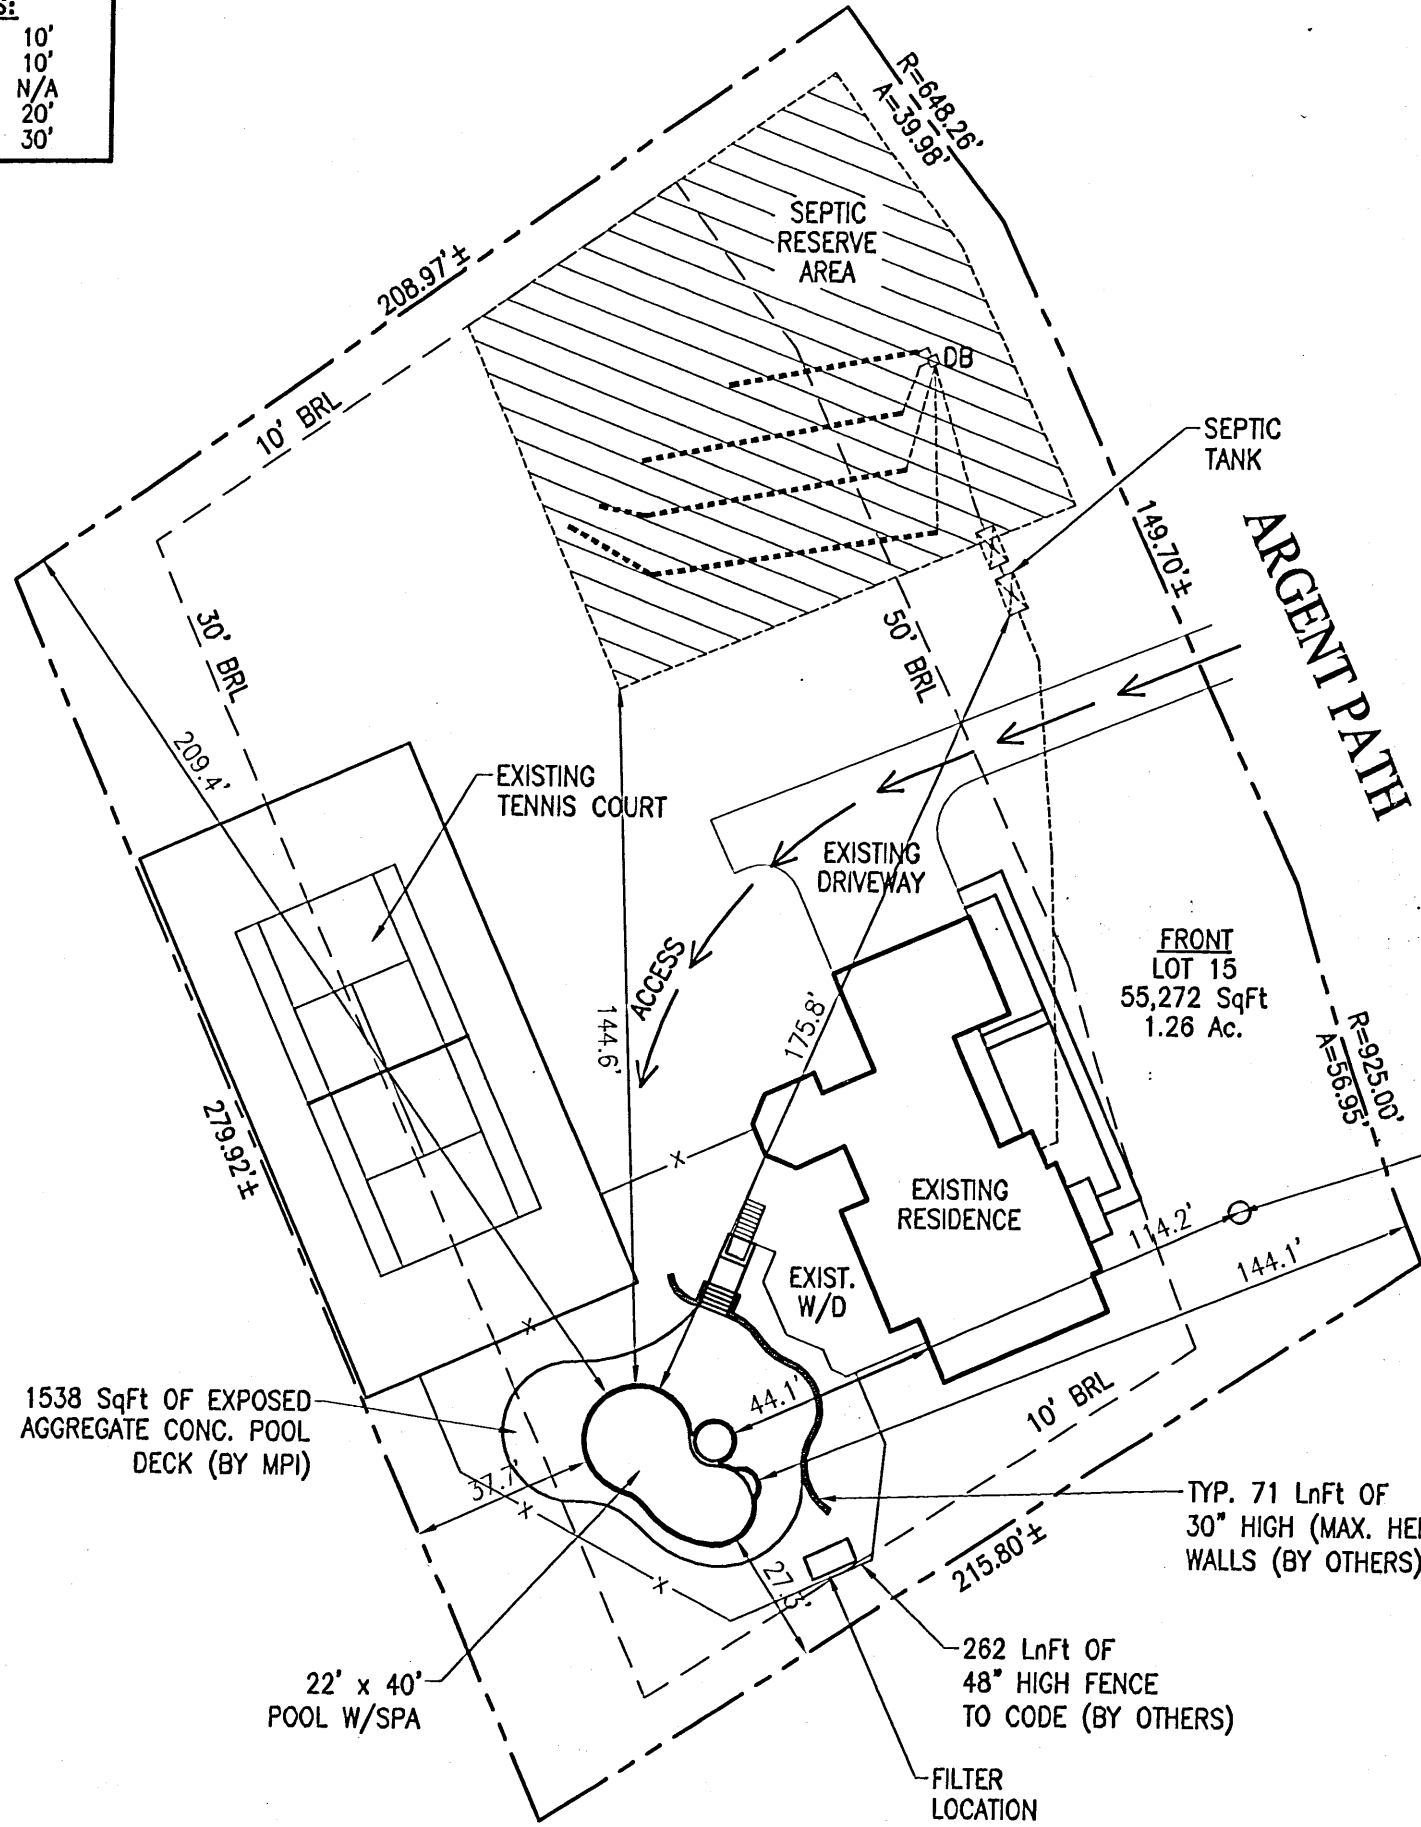 S:
10'
10'
N/A
20'
30'
R=648.26'
A=39.98'
SEPTIC
RESERVE
AREA
208.97'±
DB
10' BRL
SEPTIC
TANK
149.70'±
ARGENT PATH
30' BRL
50' BRL
209.4'
EXISTING
TENNIS COURT
EXISTING
DRIVEWAY
ACCESS
FRONT
LOT 15
55,272 SqFt
1.26 Ac.
144.6'
175.8'
R=925.00'
A=56.95'
279.92'±
x
EXISTING
RESIDENCE
114.2'
144.1'
EXIST.
W/D
x
1538 SqFt OF EXPOSED
AGGREGATE CONC. POOL
DECK (BY MPI)
44.1'
10' BRL
37.7'
x
TYP. 71 LnFt OF
30" HIGH (MAX. HEI
WALLS (BY OTHERS)
x
27.5'
215.80'±
262 LnFt OF
48" HIGH FENCE
TO CODE (BY OTHERS)
22' x 40'
POOL W/SPA
FILTER
LOCATION